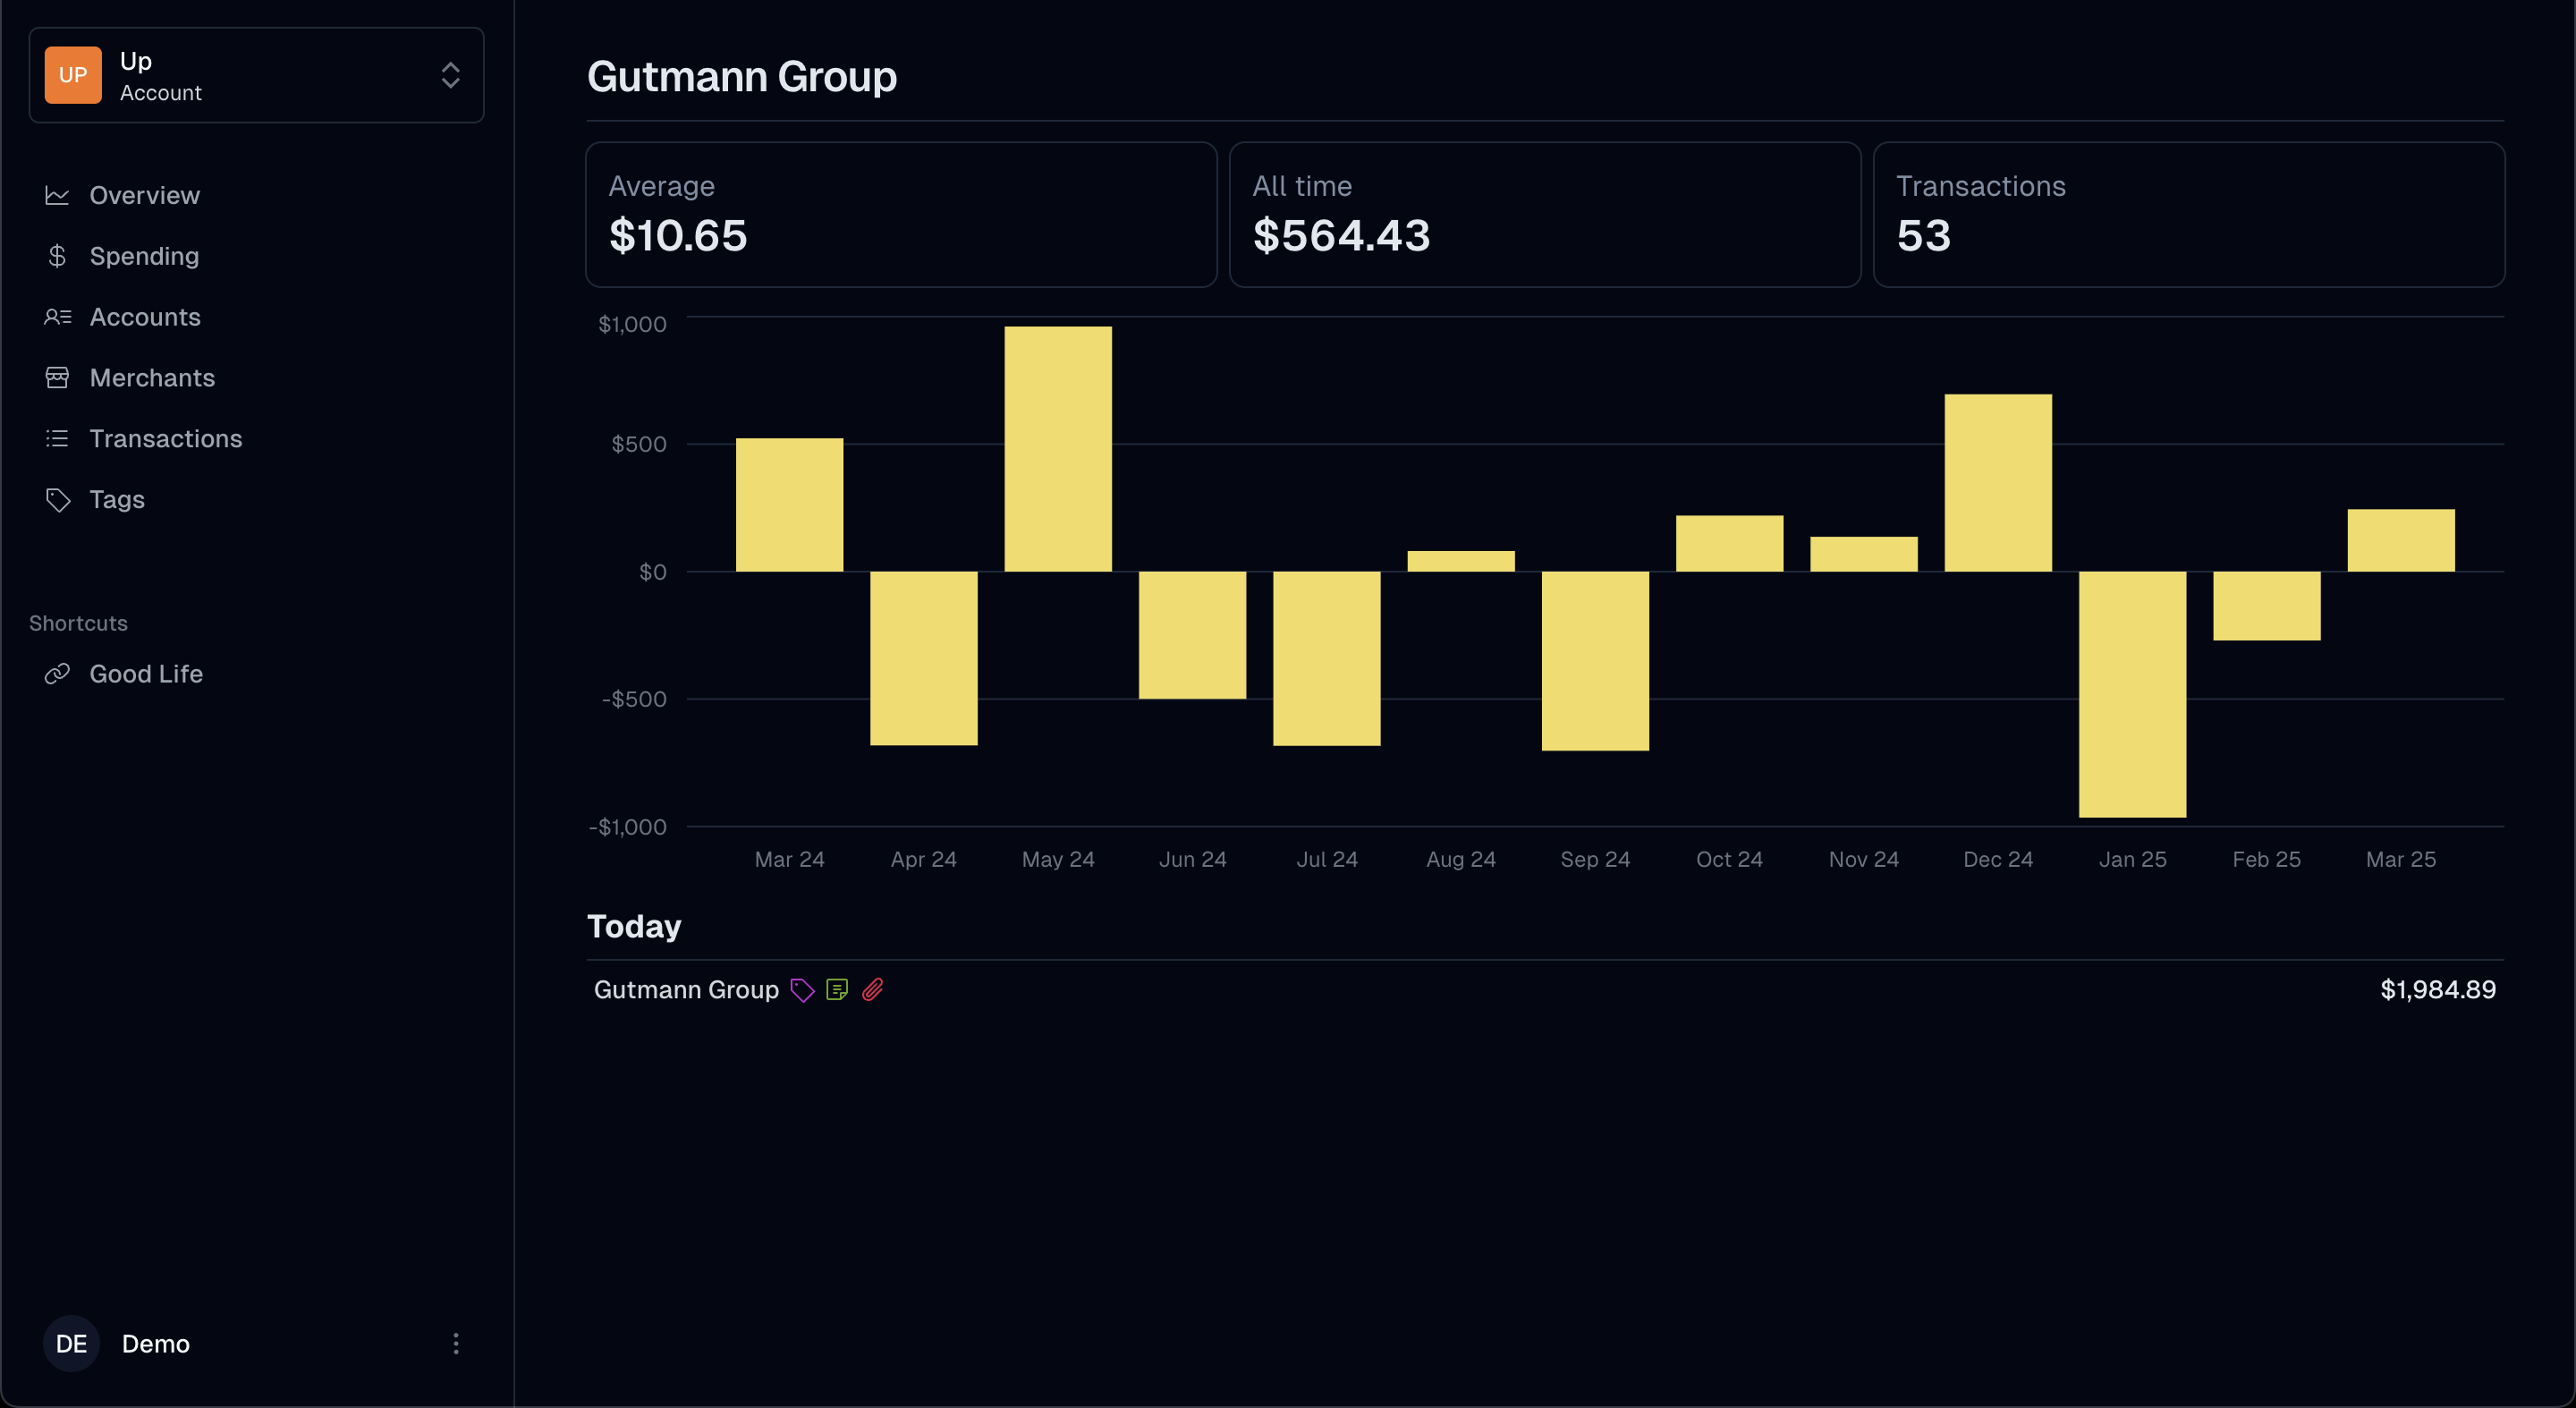 UP
Up
Account
Overview
Spending
Accounts
Merchants
Transactions
Tags
Shortcuts
Good Life
DE
Demo
Gutmann Group
Average
$10.65
All time
$564.43
Transactions
53
$1,000
$500
$0
-$500
-$1,000
Mar 24 Apr 24 May 24 Jun 24 Jul 24 Aug 24 Sep 24 Oct 24 Nov 24 Dec 24 Jan 25 Feb 25 Mar 25
Today
Gutmann Group $1,984.89